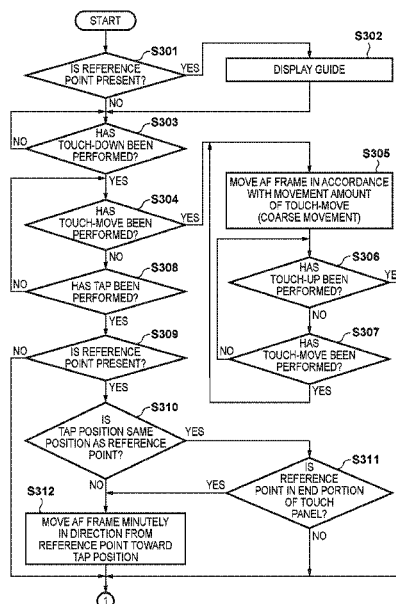 START
S301
IS REFERENCE
POINT PRESENT?
YES
NO
S302
DISPLAY GUIDE
S303
HAS
TOUCH-DOWN BEEN
PERFORMED?
NO
YES
S304
HAS
TOUCH-MOVE BEEN
PERFORMED?
YES
NO
S305
MOVE AF FRAME IN ACCORDANCE
WITH MOVEMENT AMOUNT
OF TOUCH-MOVE
(COARSE MOVEMENT)
S306
HAS
TOUCH-UP BEEN
PERFORMED?
YE
NO
S307
HAS
TOUCH-MOVE BEEN
PERFORMED?
NO
YES
S308
HAS TAP BEEN
PERFORMED?
NO
YES
S309
IS REFERENCE
POINT PRESENT?
NO
YES
S310
IS
TAP POSITION SAME
POSITION AS REFERENCE
POINT?
YES
NO
S311
IS
REFERENCE
POINT IN END PORTION
OF TOUCH
PANEL?
YES
NO
S312
MOVE AF FRAME MINUTELY
IN DIRECTION FROM
REFERENCE POINT TOWARD
TAP POSITION
1